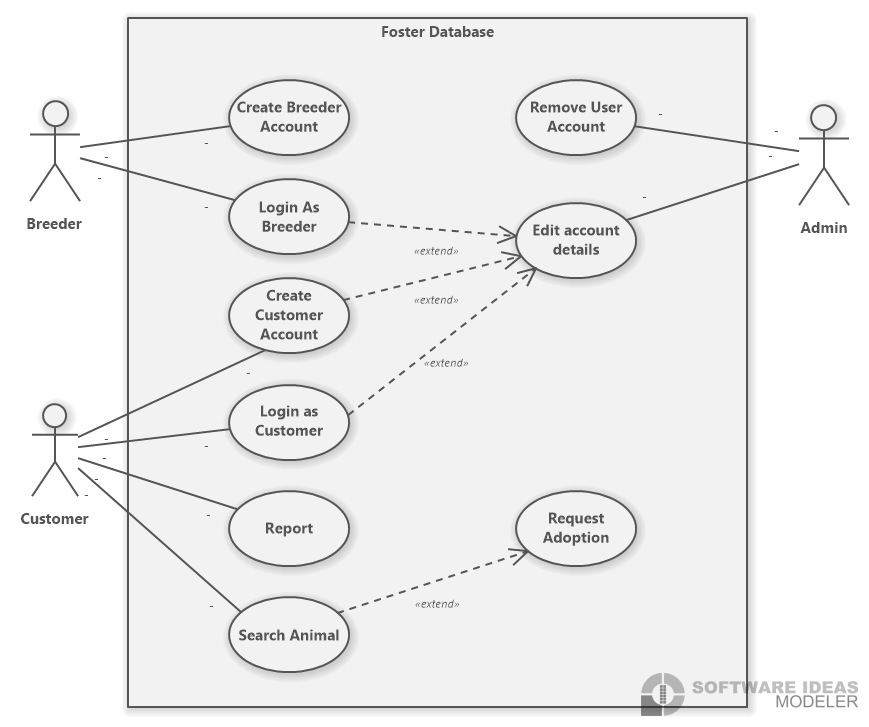 Foster Database
Create Breeder
Account
Remove User
Account
Breeder
Login As
Breeder
Admin
Edit account
details
«extend»
Create
Customer
Account
«extend»
«extend»
Login as
Customer
Customer
Report
Request
Adoption
«extend»
Search Animal
SOFTWARE IDEAS
MODELER